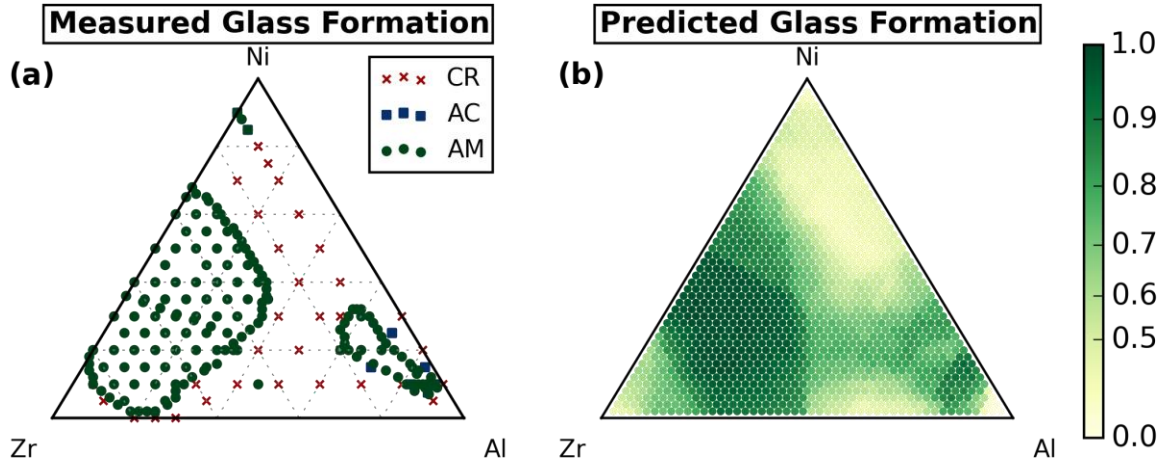 Measured Glass Formation
(a)
Ni
CR
AC
AM
Zr
Al
Predicted Glass Formation
(b)
Ni
Zr
Al
1.0
0.9
0.8
0.7
0.6
0.5
0.0